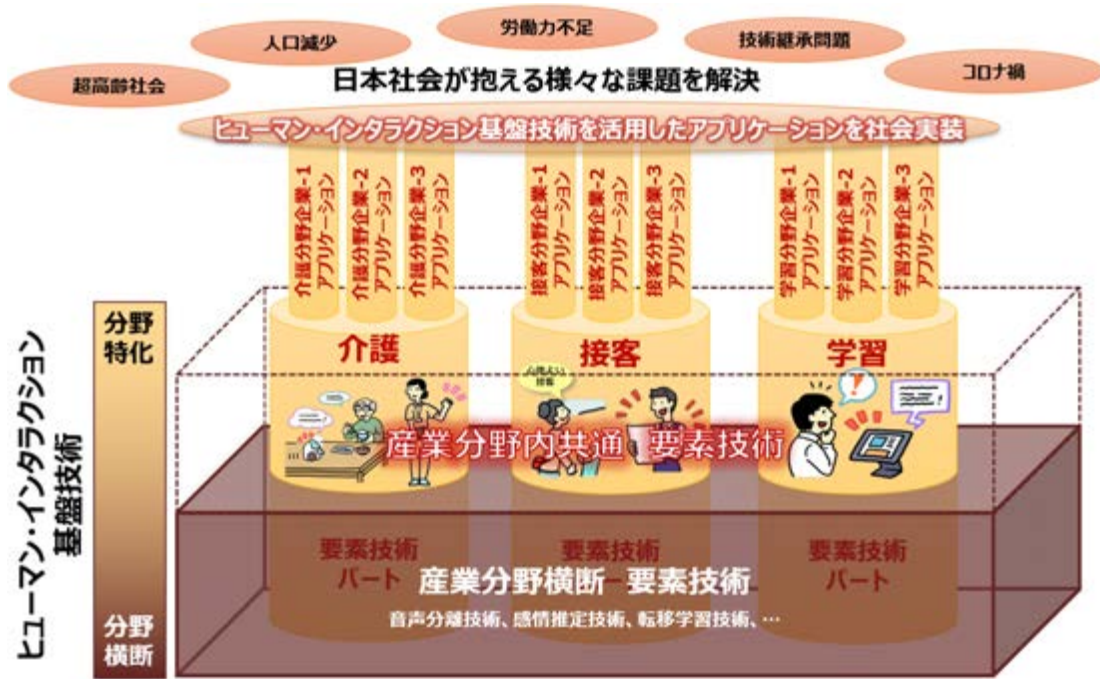 労働力不足
人口減少
技術継承問題
超高齢社会
コロナ禍
日本社会が抱える様々な課題を解決
ヒューマン・インタラクション基盤技術を活用したアプリケーションを社会実装
介護分野企業-1
アプリケーション
介護分野企業-2
アプリケーション
介護分野企業-3
アプリケーション
接客分野企業-1
アプリケーション
接客分野企業-2
アプリケーション
接客分野企業-3
アプリケーション
学習分野企業-1
アプリケーション
学習分野企業-2
アプリケーション
学習分野企業-3
アプリケーション
ヒューマン・インタラクション
基盤技術
分野
特化
介護
接客
学習
心地よい
接客
産業分野内共通 要素技術
要素技術
パート
要素技術
要素技術
パート
産業分野横断 要素技術
音声分離技術、感情推定技術、転移学習技術、…
分野
横断